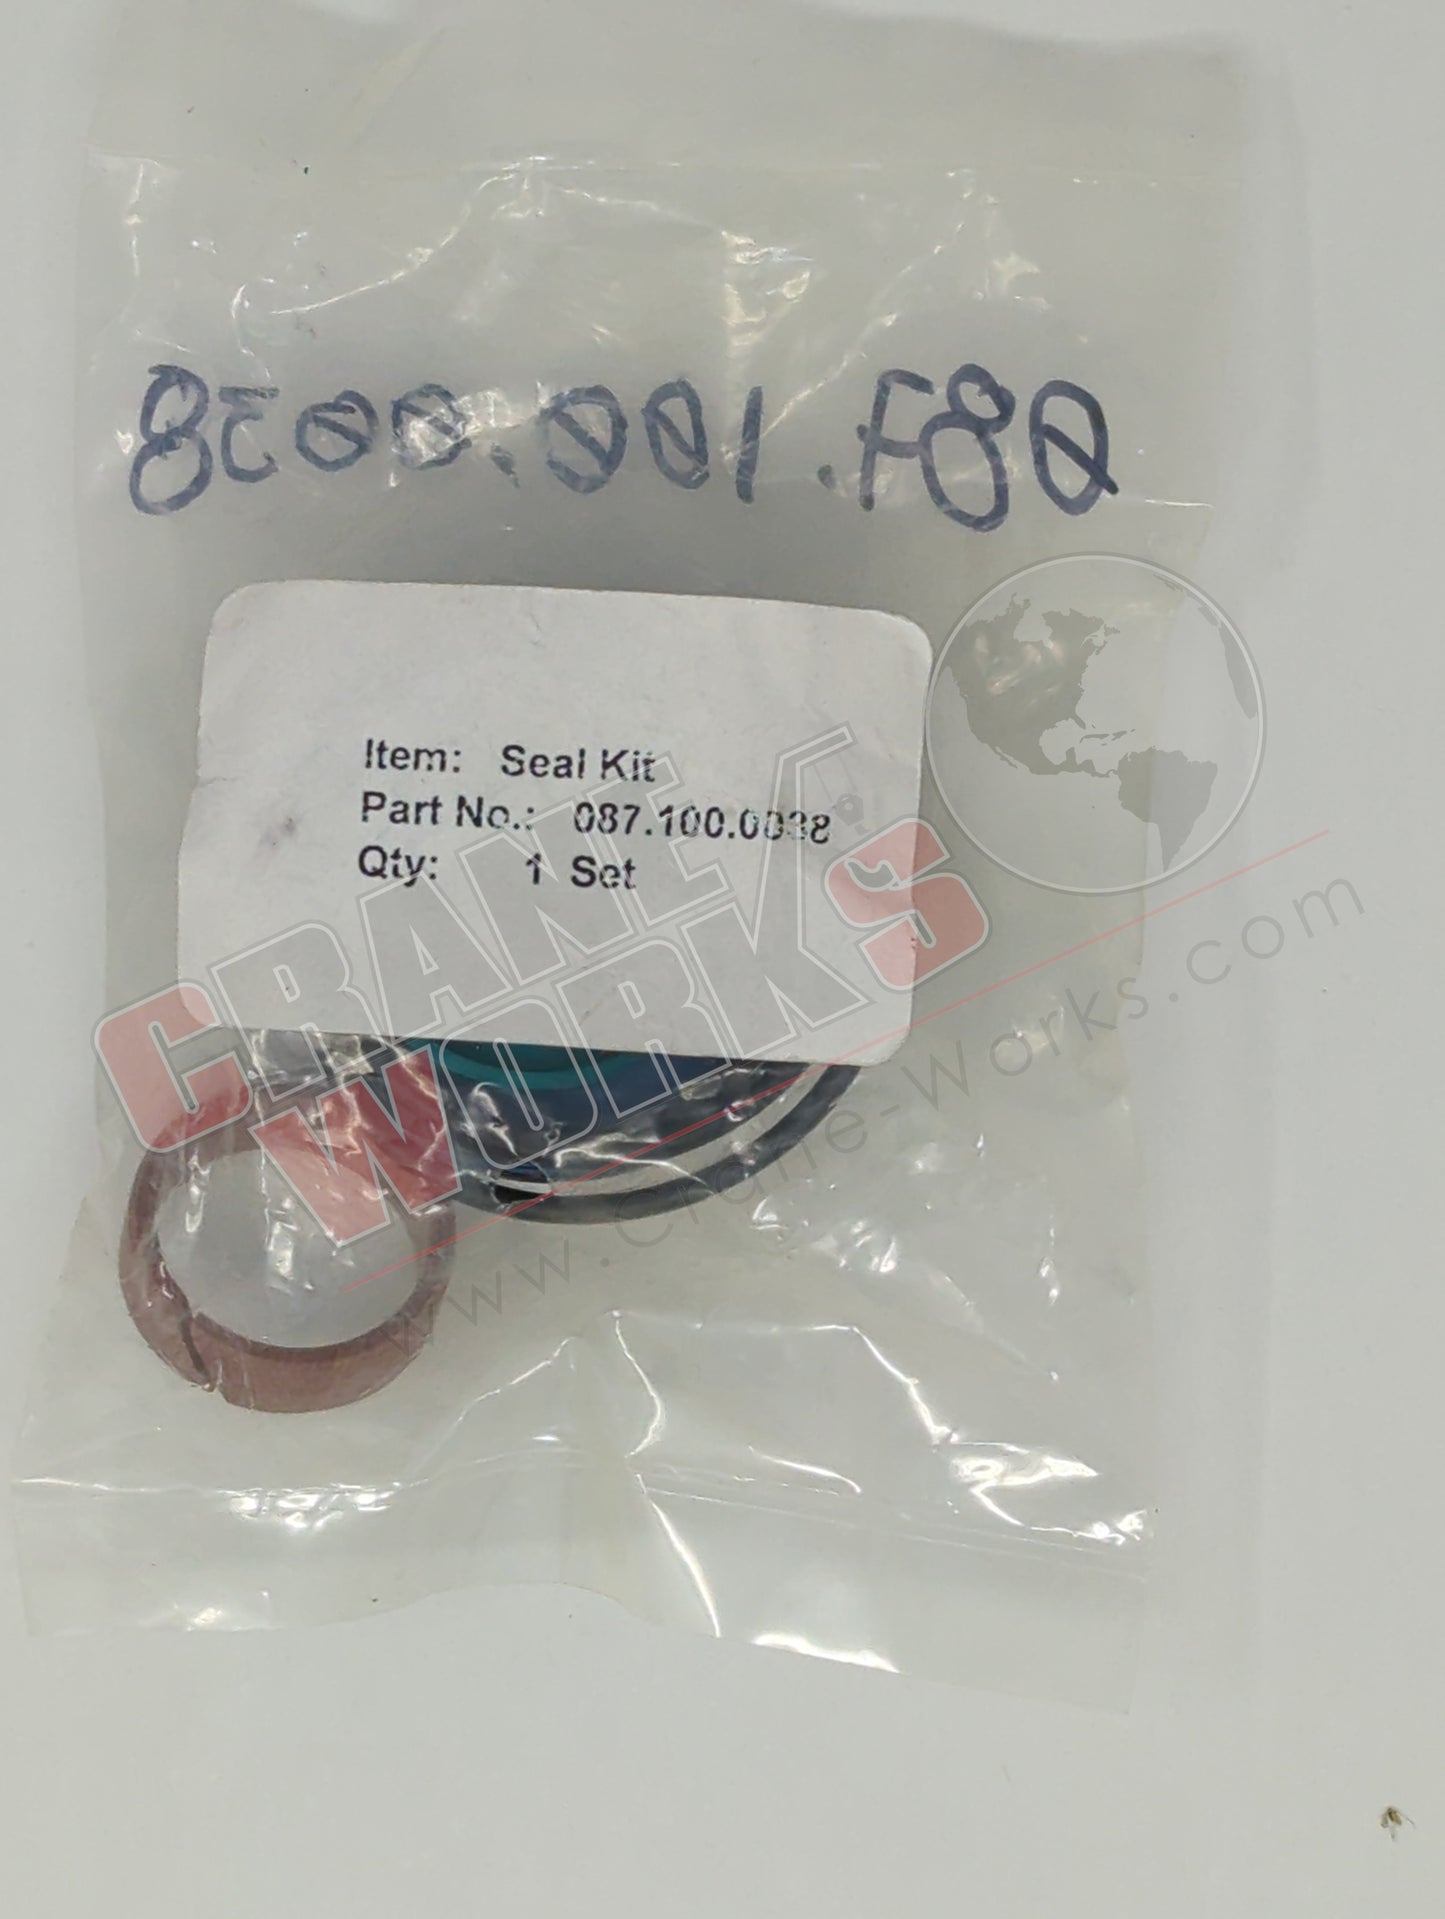 087.100.0038
Item: Seal Kit
Part No.: 087.100.0038
Qty: 1 Set
CRANE WORKS
www.Crane-Works.com